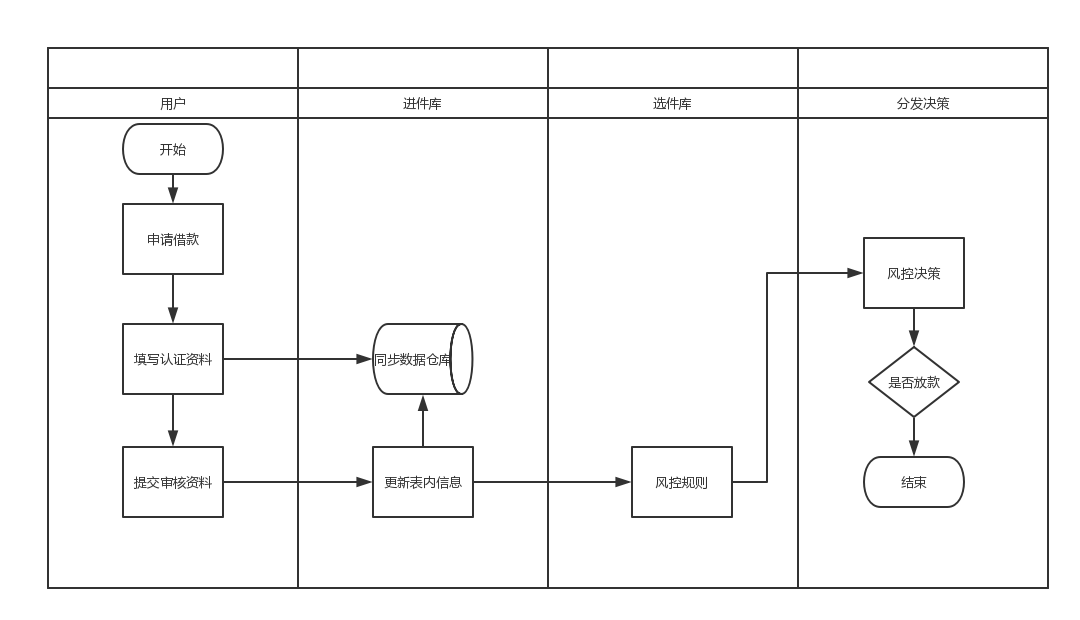 用户
进件库
选件库
分发决策
开始
申请借款
风控决策
填写认证资料
同步数据仓库
是否放款
提交审核资料
更新表内信息
风控规则
结束